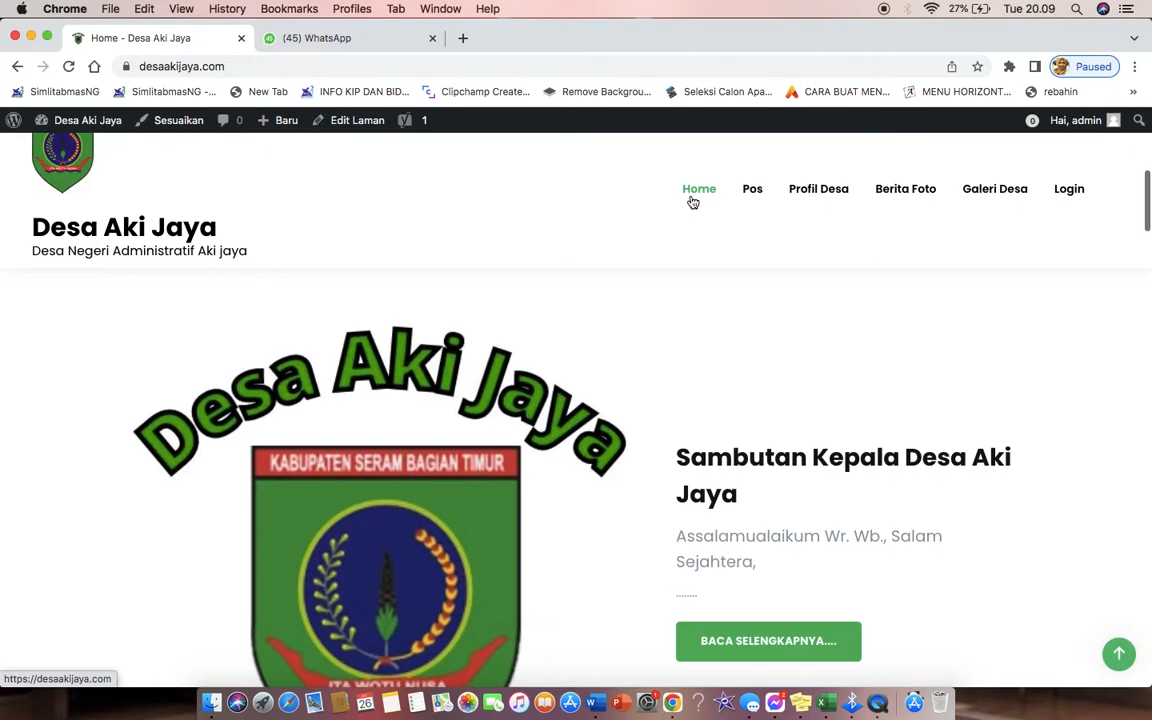 Chrome File Edit View History Bookmarks Profiles Tab Window Help 27% Tue 20.09
Home - Desa Aki Jaya (45) WhatsApp
desaakijaya.com Paused
SimlitabmasNG SimlitabmasNG -... New Tab INFO KIP DAN BID... Clipchamp Create... Remove Backgrou... Seleksi Calon Apa... CARA BUAT MEN... MENU HORIZONT... rebahin
Desa Aki Jaya Sesuaikan 0 Baru Edit Laman 1 0 Hai, admin
Home Pos Profil Desa Berita Foto Galeri Desa Login
Desa Aki Jaya
Desa Negeri Administratif Aki jaya
Desa Aki Jaya
KABUPATEN SERAM BAGIAN TIMUR
ITA WOTU NUSA
Sambutan Kepala Desa Aki
Jaya
Assalamualaikum Wr. Wb., Salam
Sejahtera,
........
BACA SELENGKAPNYA....
https://desaakijaya.com